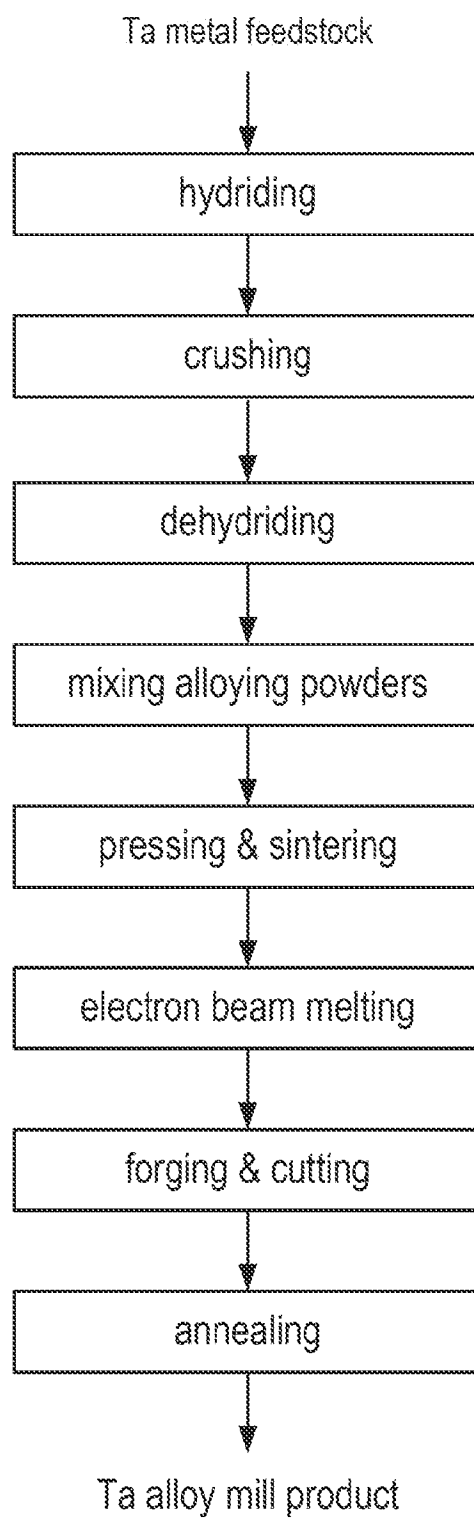 Ta metal feedstock
hydriding
crushing
dehydriding
mixing alloying powders
pressing & sintering
electron beam melting
forging & cutting
annealing
Ta alloy mill product